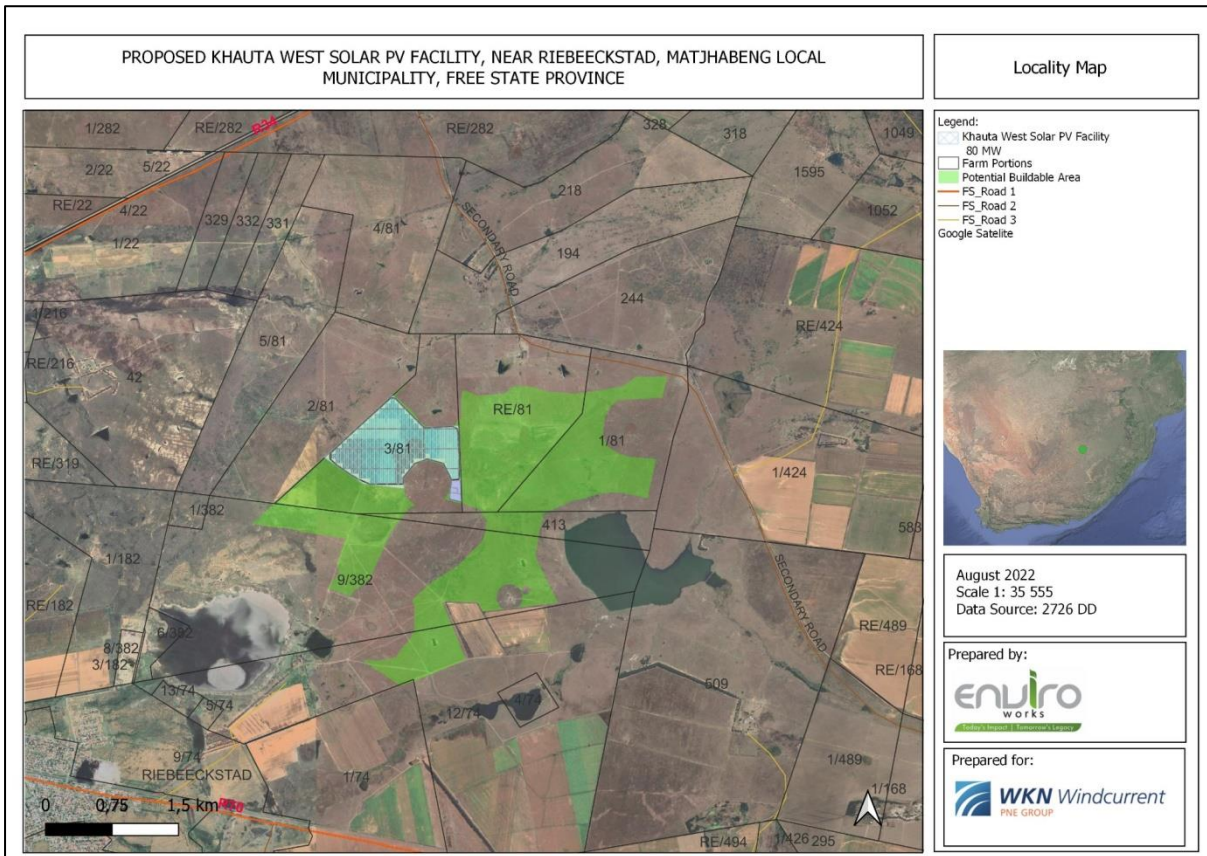 PROPOSED KHAUTA WEST SOLAR PV FACILITY, NEAR RIEBEECKSTAD, MATJHABENG LOCAL
MUNICIPALITY, FREE STATE PROVINCE
Locality Map
Legend:
Khauta West Solar PV Facility
80 MW
Farm Portions
Potential Buildable Area
FS_Road 1
FS_Road 2
FS_Road 3
Google Satelite
1/282
RE/282
R34
RE/282
328
318
1049
2/22
5/22
1595
RE/22
4/22
218
1052
329
332
331
4/81
SECONDARY ROAD
1/22
194
244
1/216
RE/424
5/81
RE/216
42
2/81
RE/81
3/81
1/81
RE/319
1/424
1/382
413
583
1/182
9/382
SECONDARY ROAD
RE/182
6/382
RE/489
8/382
3/182
RE/168
13/74
509
5/74
4/74
12/74
9/74
1/489
RIEBEECKSTAD
1/74
1/168
0 0,75 1,5 km
RE/494
1/426
295
August 2022
Scale 1: 35 555
Data Source: 2726 DD
Prepared by:
enviro
works
Today's Impact | Tomorrow's Legacy
Prepared for:
WKN Windcurrent
PNE GROUP